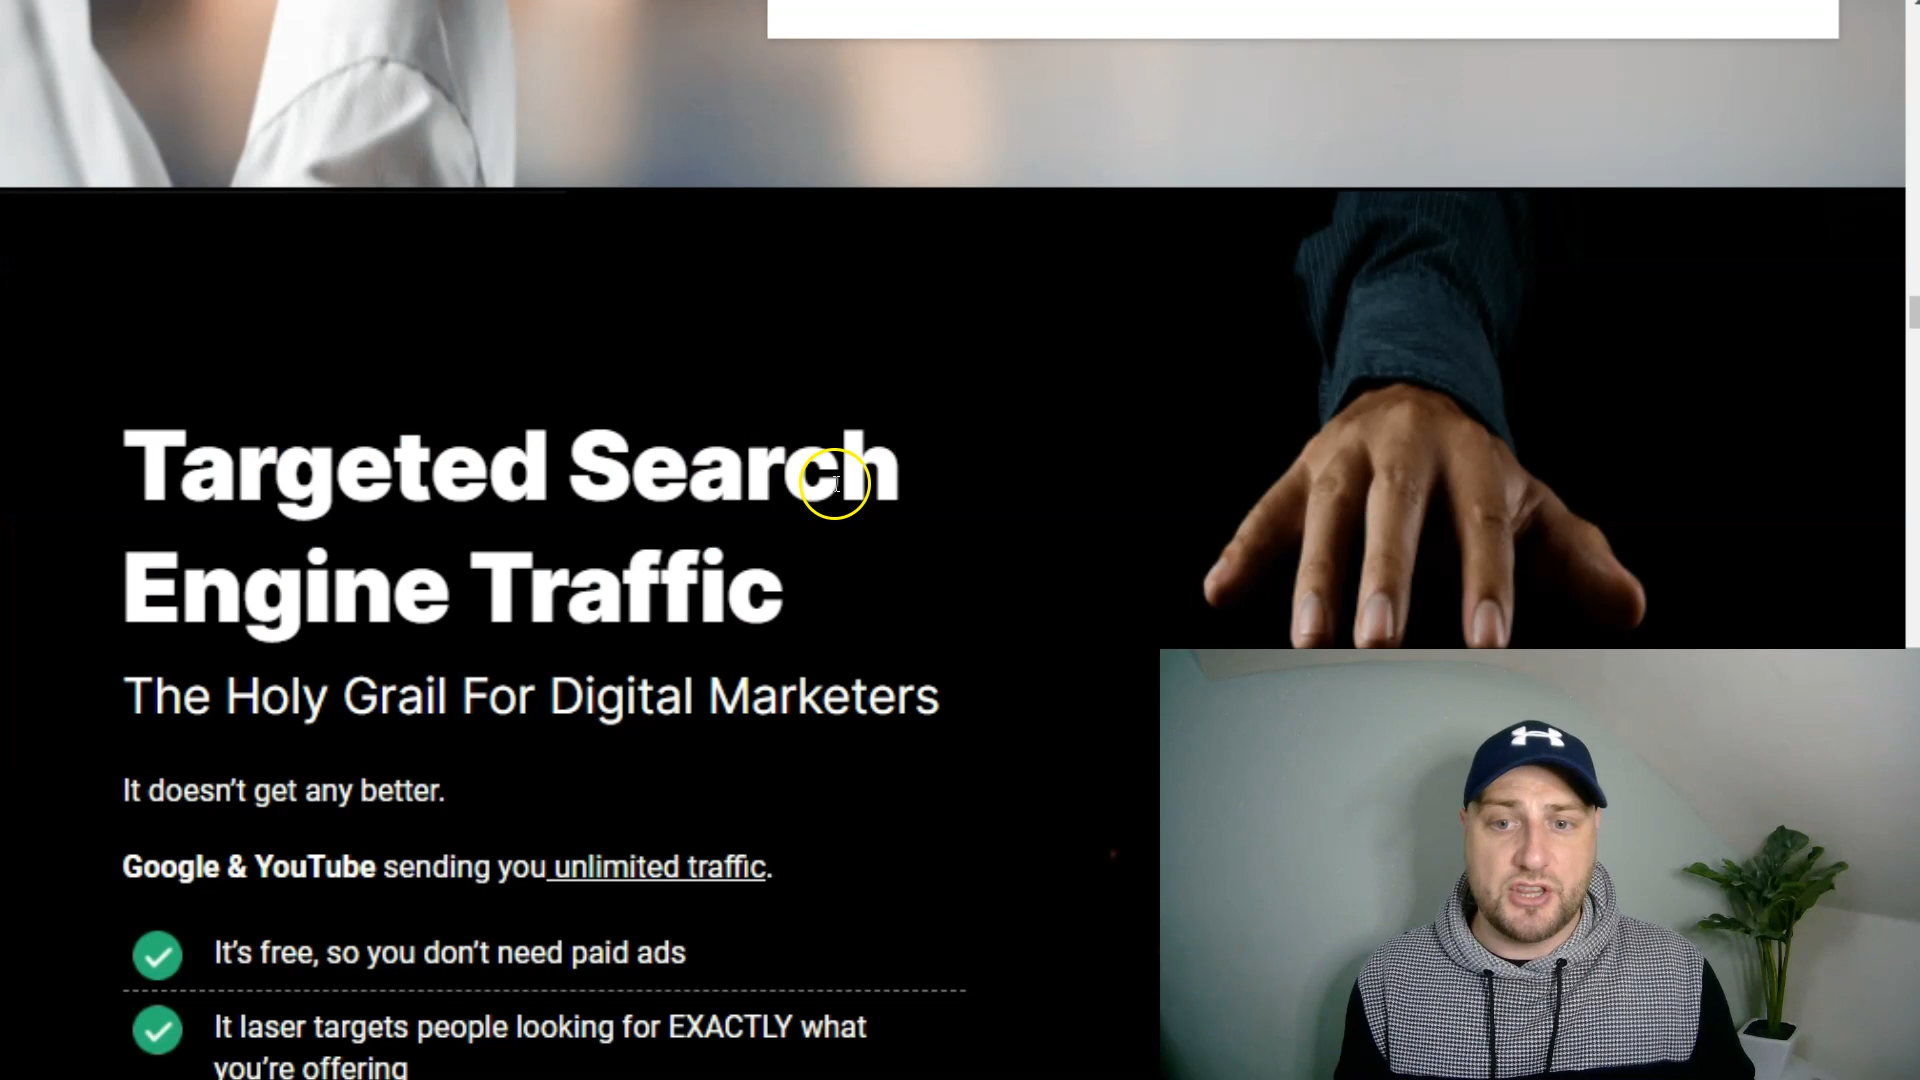 Targeted Search
Engine Traffic
The Holy Grail For Digital Marketers
It doesn’t get any better.
Google & YouTube sending you unlimited traffic.
It’s free, so you don’t need paid ads
It laser targets people looking for EXACTLY what
you’re offering